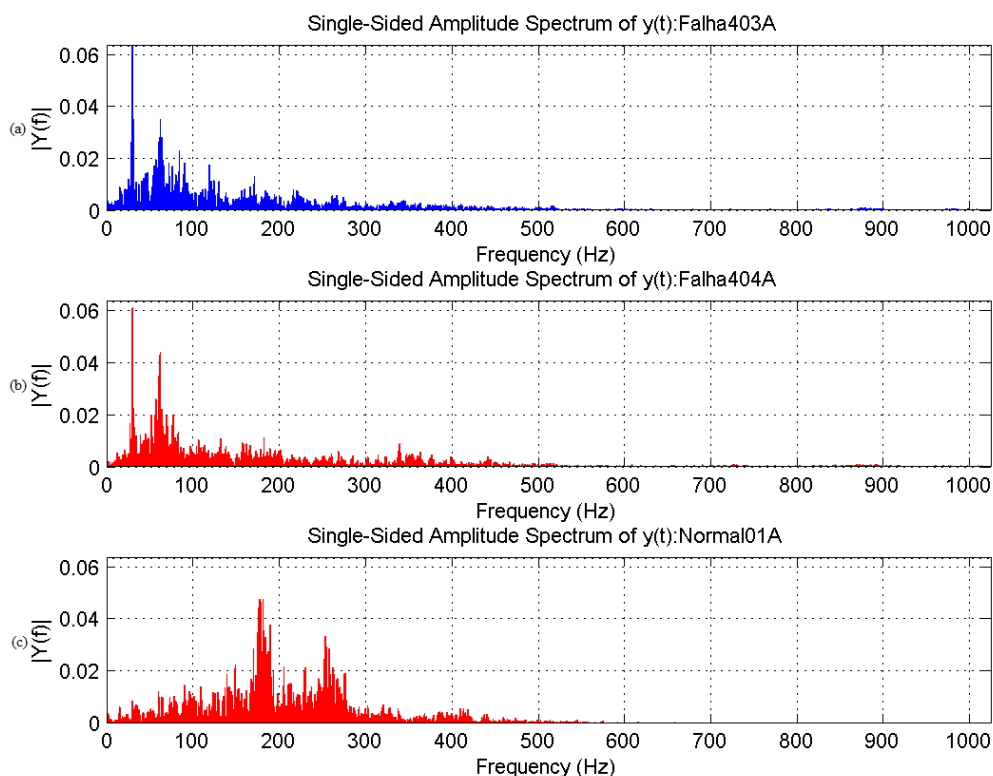 Single-Sided Amplitude Spectrum of y(t):Falha403A
0.06
0.04
(a)
|Y(f)|
0.02
0
0 100 200 300 400 500 600 700 800 900 1000
Frequency (Hz)
Single-Sided Amplitude Spectrum of y(t):Falha404A
0.06
0.04
(b)
|Y(f)|
0.02
0
0 100 200 300 400 500 600 700 800 900 1000
Frequency (Hz)
Single-Sided Amplitude Spectrum of y(t):Normal01A
0.06
0.04
(c)
|Y(f)|
0.02
0
0 100 200 300 400 500 600 700 800 900 1000
Frequency (Hz)